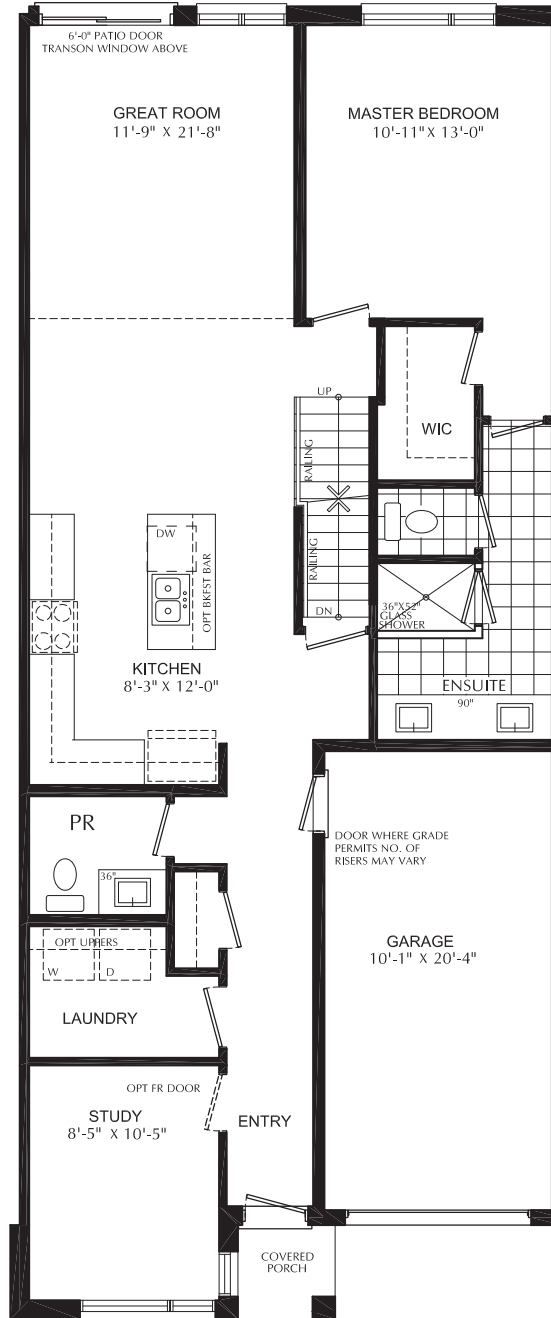 6'-0" PATIO DOOR
TRANSON WINDOW ABOVE
GREAT ROOM
11'-9" X 21'-8"
MASTER BEDROOM
10'-11" X 13'-0"
UP
RAILING
WIC
DW
OPT BKFST BAR
RAILING
DN
36"X52"
GLASS
SHOWER
KITCHEN
8'-3" X 12'-0"
ENSUITE
90"
PR
36"
DOOR WHERE GRADE
PERMITS NO. OF
RISERS MAY VARY
OPT UPPERS
W
D
GARAGE
10'-1" X 20'-4"
LAUNDRY
OPT FR DOOR
STUDY
8'-5" X 10'-5"
ENTRY
COVERED
PORCH